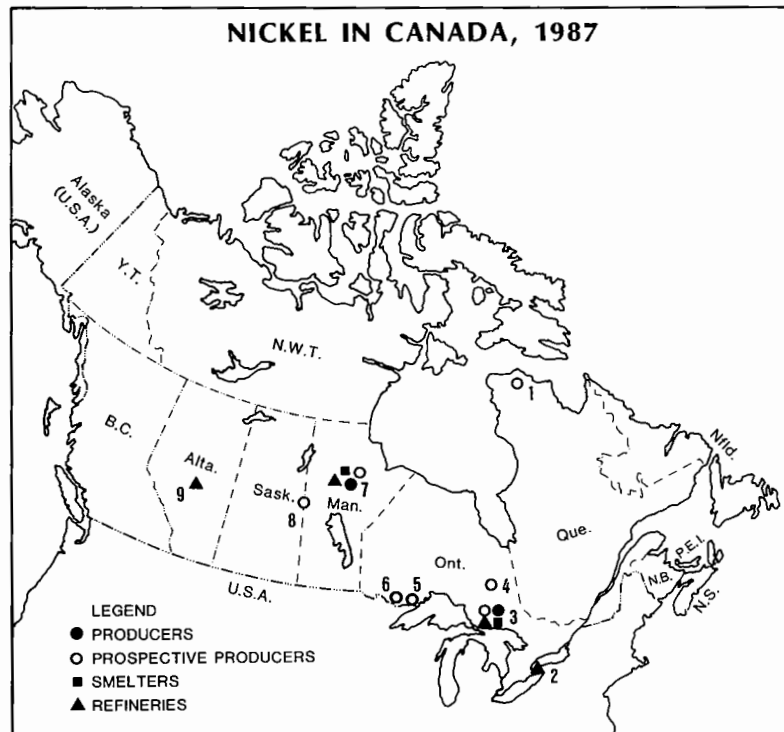 NICKEL IN CANADA, 1987
Alaska
(U.S.A.)
Y.T.
N.W.T.
B.C.
Alta.
9
Sask.
8
Man.
7
1
Nfld.
Que.
Ont.
P.E.I.
N.B.
N.S.
6
5
4
3
2
U.S.A.
LEGEND
PRODUCERS
PROSPECTIVE PRODUCERS
SMELTERS
REFINERIES